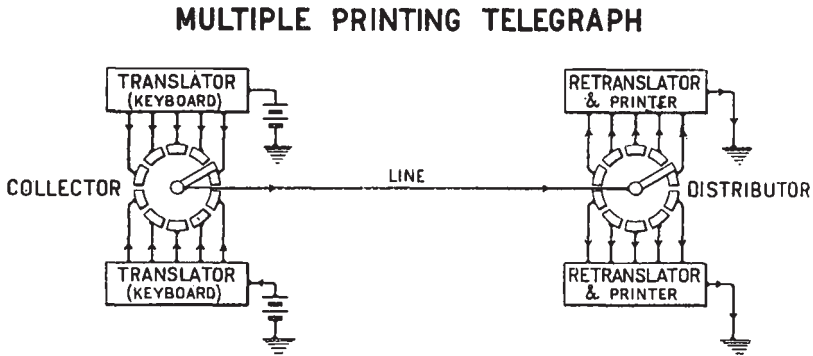 MULTIPLE PRINTING TELEGRAPH
TRANSLATOR
(KEYBOARD)
RETRANSLATOR
& PRINTER
COLLECTOR
LINE
DISTRIBUTOR
TRANSLATOR
(KEYBOARD)
RETRANSLATOR
& PRINTER